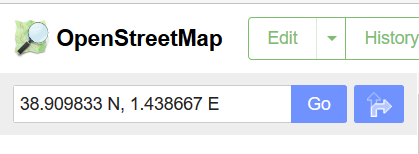 OpenStreetMap Edit History
38.909833 N, 1.438667 E Go